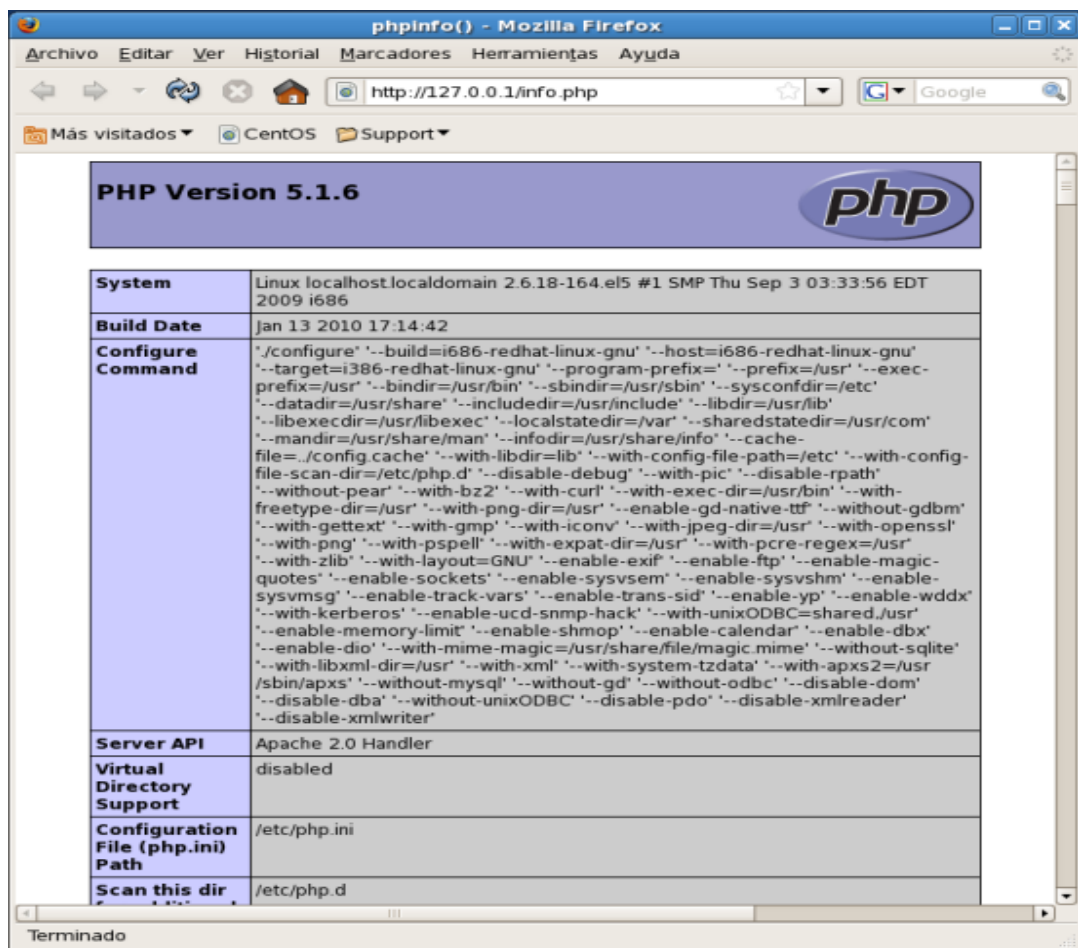 phpinfo() - Mozilla Firefox
Archivo Editar Ver Historial Marcadores Herramientas Ayuda
http://127.0.0.1/info.php
G Google
Más visitados CentOS Support
PHP Version 5.1.6
php
System
Linux localhost.localdomain 2.6.18-164.el5 #1 SMP Thu Sep 3 03:33:56 EDT
2009 i686
Build Date
Jan 13 2010 17:14:42
Configure
Command
'./configure' '--build=i686-redhat-linux-gnu' '--host=i686-redhat-linux-gnu'
'--target=i386-redhat-linux-gnu' '--program-prefix=' '--prefix=/usr' '--exec-
prefix=/usr' '--bindir=/usr/bin' '--sbindir=/usr/sbin' '--sysconfdir=/etc'
'--datadir=/usr/share' '--includedir=/usr/include' '--libdir=/usr/lib'
'--libexecdir=/usr/libexec' '--localstatedir=/var' '--sharedstatedir=/usr/com'
'--mandir=/usr/share/man' '--infodir=/usr/share/info' '--cache-
file=../config.cache' '--with-libdir=lib' '--with-config-file-path=/etc' '--with-config-
file-scan-dir=/etc/php.d' '--disable-debug' '--with-pic' '--disable-rpath'
'--without-pear' '--with-bz2' '--with-curl' '--with-exec-dir=/usr/bin' '--with-
freetype-dir=/usr' '--with-png-dir=/usr' '--enable-gd-native-ttf' '--without-gdbm'
'--with-gettext' '--with-gmp' '--with-iconv' '--with-jpeg-dir=/usr' '--with-openssl'
'--with-png' '--with-pspell' '--with-expat-dir=/usr' '--with-pcre-regex=/usr'
'--with-zlib' '--with-layout=GNU' '--enable-exif' '--enable-ftp' '--enable-magic-
quotes' '--enable-sockets' '--enable-sysvsem' '--enable-sysvshm' '--enable-
sysvmsg' '--enable-track-vars' '--enable-trans-sid' '--enable-yp' '--enable-wddx'
'--with-kerberos' '--enable-ucd-snmp-hack' '--with-unixODBC=shared,/usr'
'--enable-memory-limit' '--enable-shmop' '--enable-calendar' '--enable-dbx'
'--enable-dio' '--with-mime-magic=/usr/share/file/magic.mime' '--without-sqlite'
'--with-libxml-dir=/usr' '--with-xml' '--with-system-tzdata' '--with-apxs2=/usr
/sbin/apxs' '--without-mysql' '--without-gd' '--without-odbc' '--disable-dom'
'--disable-dba' '--without-unixODBC' '--disable-pdo' '--disable-xmlreader'
'--disable-xmlwriter'
Server API
Apache 2.0 Handler
Virtual
Directory
Support
disabled
Configuration
File (php.ini)
Path
/etc/php.ini
Scan this dir
/etc/php.d
Terminado